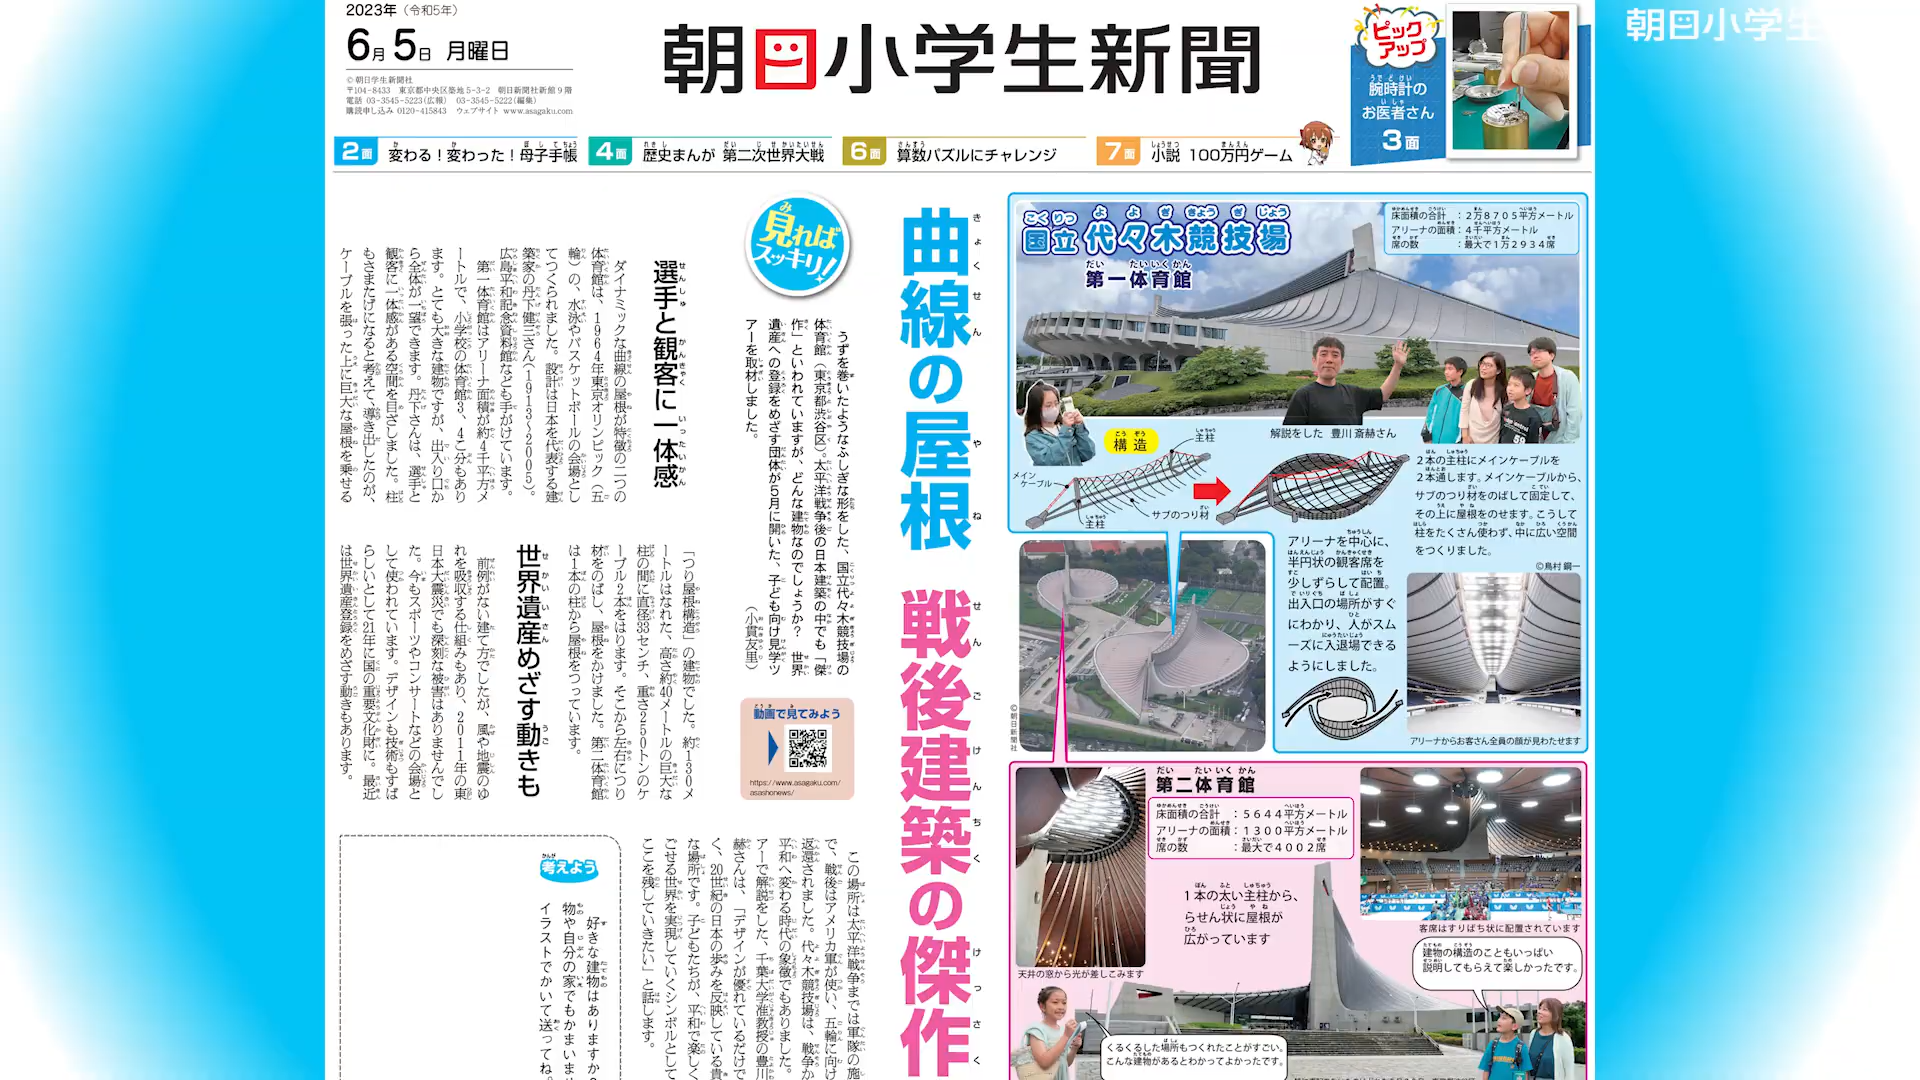 2023年（令和5年）
6月5日 月曜日
©朝日学生新聞社
〒104-8433 東京都中央区築地5-3-2 朝日新聞社新館9階
電話 03-3545-5223（広報） 03-3545-5222（編集）
購読申し込み 0120-415843 ウェブサイト www.asagaku.com
朝日小学生新聞
朝日小学生
ピックアップ
腕時計の
お医者さん
3面
2面 変わる！変わった！母子手帳
4面 歴史まんが 第二次世界大戦
6面 算数パズルにチャレンジ
7面 小説 100万円ゲーム
国立代々木競技場
第一体育館
床面積の合計：2万8705平方メートル
アリーナの面積：4千平方メートル
席の数：最大で1万2934席
解説をした 豊川斎赫さん
構造
主柱
メインケーブル
主柱
サブのつり材
2本の主柱にメインケーブルを
2本通します。メインケーブルから、
サブのつり材をのばして固定して、
その上に屋根をのせます。こうして
柱をたくさん使わず、中に広い空間
をつくりました。
©鳥村鋼一
アリーナを中心に、
半円状の観客席を
少しずらして配置。
出入口の場所がすぐ
にわかり、人がスム
ーズに入退場できる
ようにしました。
アリーナからお客さん全員の顔が見わたせます
©朝日新聞社
第二体育館
床面積の合計：5644平方メートル
アリーナの面積：1300平方メートル
席の数：最大で4002席
1本の太い主柱から、
らせん状に屋根が
広がっています
天井の窓から光が差しこみます
客席はすりばち状に配置されています
建物の構造のこともいっぱい
説明してもらえて楽しかったです。
くるくるした場所もつくれたことがすごい。
こんな建物があるとわかってよかったです。
曲線の屋根 戦後建築の傑作
見ればスッキリ！
うずを巻いたようなふしぎな形をした、国立代々木競技場の
体育館（東京都渋谷区）。太平洋戦争後の日本建築の中でも「傑
作」といわれていますが、どんな建物なのでしょうか？ 世界
遺産への登録をめざす団体が5月に開いた、子ども向け見学ツ
アーを取材しました。
（小貫友里）
動画で見てみよう
https://www.asagaku.com/
asashonews/
選手と観客に一体感
ダイナミックな曲線の屋根が特徴の二つの
体育館は、1964年東京オリンピック（五
輪）の、水泳やバスケットボールの会場とし
てつくられました。設計は日本を代表する建
築家の丹下健三さん（1913～2005）。
広島平和記念資料館なども手がけています。
第一体育館はアリーナ面積が約4千平方メ
ートルで、小学校の体育館3、4こ分もあり
ます。とても大きな建物ですが、出入り口か
ら全体が一望できます。丹下さんは、選手と
観客に一体感がある空間を目ざしました。柱
もさまたげになると考えて、導き出したのが、
ケーブルを張った上に巨大な屋根を乗せる
「つり屋根構造」の建物でした。約130メ
ートルはなれた、高さ約40メートルの巨大な
柱の間に直径33センチ、重さ250トンのケ
ーブル2本をはります。そこから左右につり
材をのばし、屋根をかけました。第二体育館
は1本の柱から屋根をつっています。
世界遺産めざす動きも
前例がない建て方でしたが、風や地震のゆ
れを吸収する仕組みもあり、2011年の東
日本大震災でも深刻な被害はありませんでし
た。今もスポーツやコンサートなどの会場と
して使われています。デザインも技術もすば
らしいとして21年に国の重要文化財に。最近
は世界遺産登録をめざす動きもあります。
この場所は太平洋戦争までは軍隊の施
で、戦後はアメリカ軍が使い、五輪に向け
返還されました。代々木競技場は、戦争か
平和へ変わる時代の象徴でもありました。
アーで解説をした、千葉大学准教授の豊川
赫さんは、「デザインが優れているだけで
く、20世紀の日本の歩みを反映している貴
な場所です。子どもたちが、平和で楽しく
ごせる世界を実現していくシンボルとして
ここを残していきたい」と話します。
考えよう
好きな建物はありますか？
物や自分の家でもかまいませ
イラストでかいて送ってね。